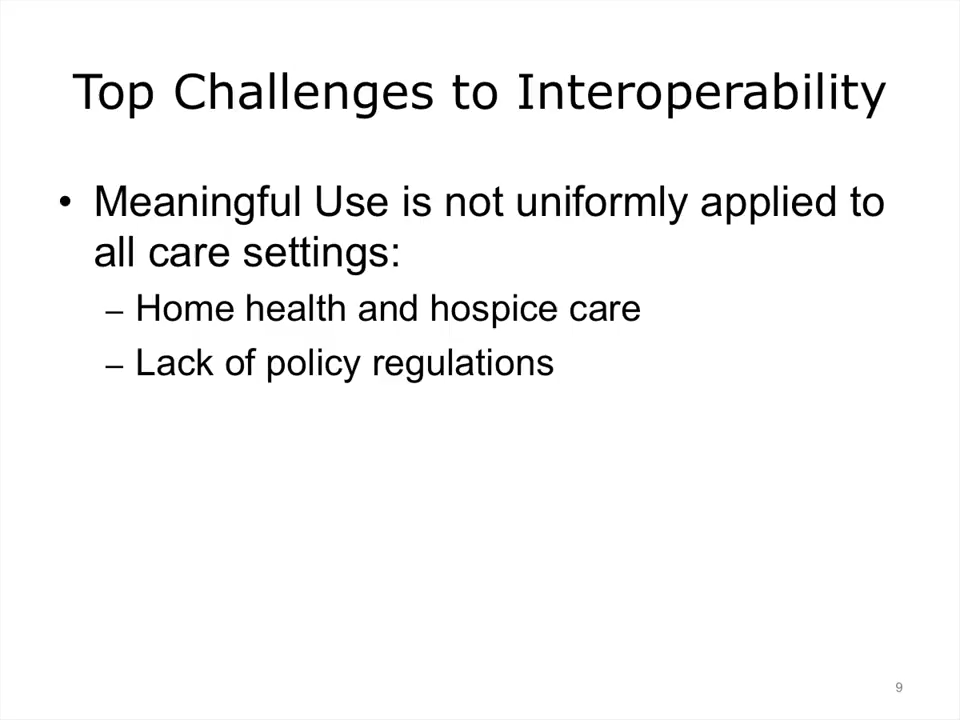 Top Challenges to Interoperability
• Meaningful Use is not uniformly applied to
all care settings:
– Home health and hospice care
– Lack of policy regulations
9